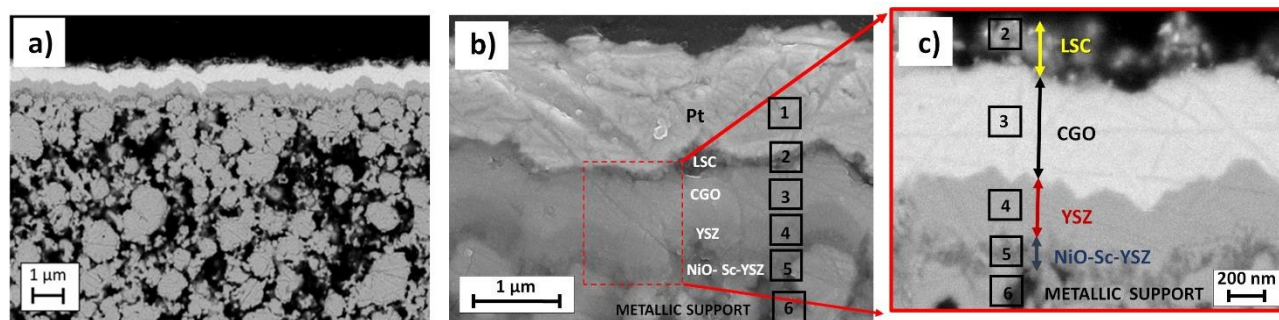 a)
1 µm
b)
Pt
1
LSC
2
CGO
3
YSZ
4
NiO- Sc-YSZ
5
METALLIC SUPPORT
6
1 µm
c)
2
LSC
3
CGO
4
YSZ
5
NiO-Sc-YSZ
6
METALLIC SUPPORT
200 nm